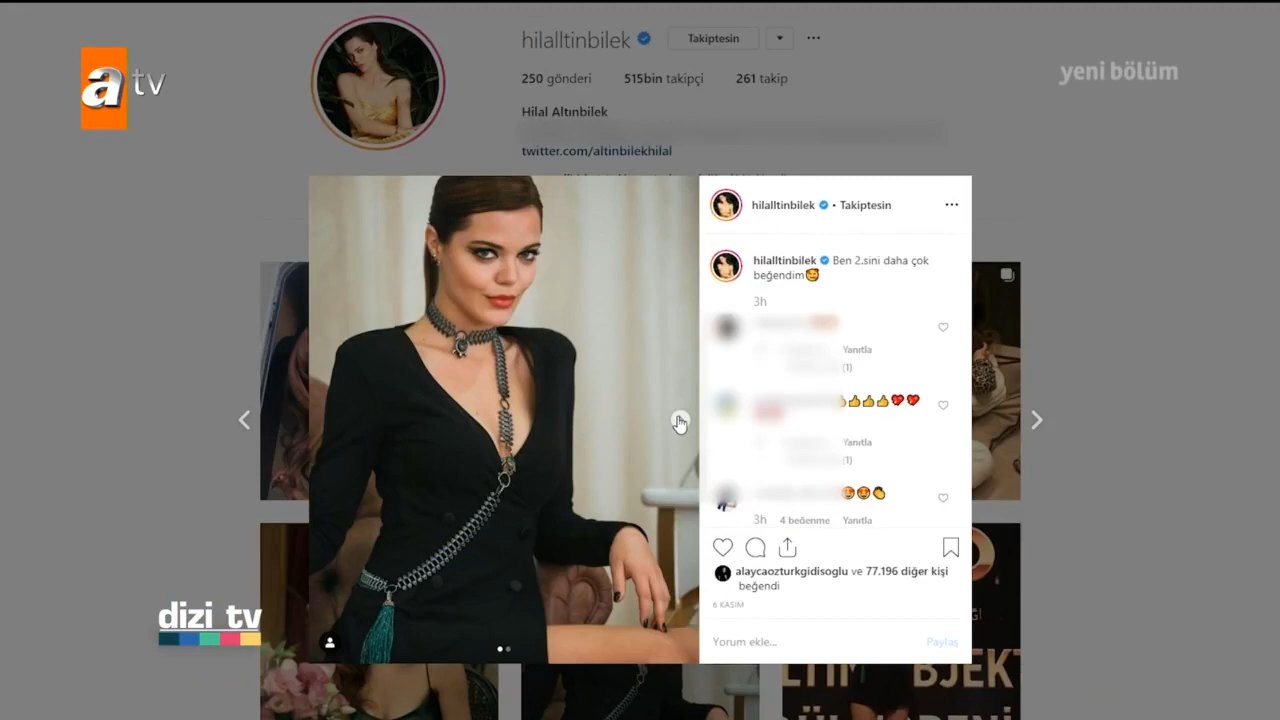 hilalltinbilek
Takiptesin
250 gönderi
515bin takipçi
261 takip
Hilal Altınbilek
twitter.com/altinbilekhilal
a tv
yeni bölüm
hilalltinbilek • Takiptesin
hilalltinbilek Ben 2.sini daha çok
beğendim🥰
3h
Yanıtla
(1)
👍👍👍💖💖
Yanıtla
(1)
😍😍👏
3h 4 beğenme Yanıtla
alaycaozturkgidisoglu ve 77.196 diğer kişi
beğendi
9 KASIM
Yorum ekle...
Paylaş
dizi tv
BJEKT